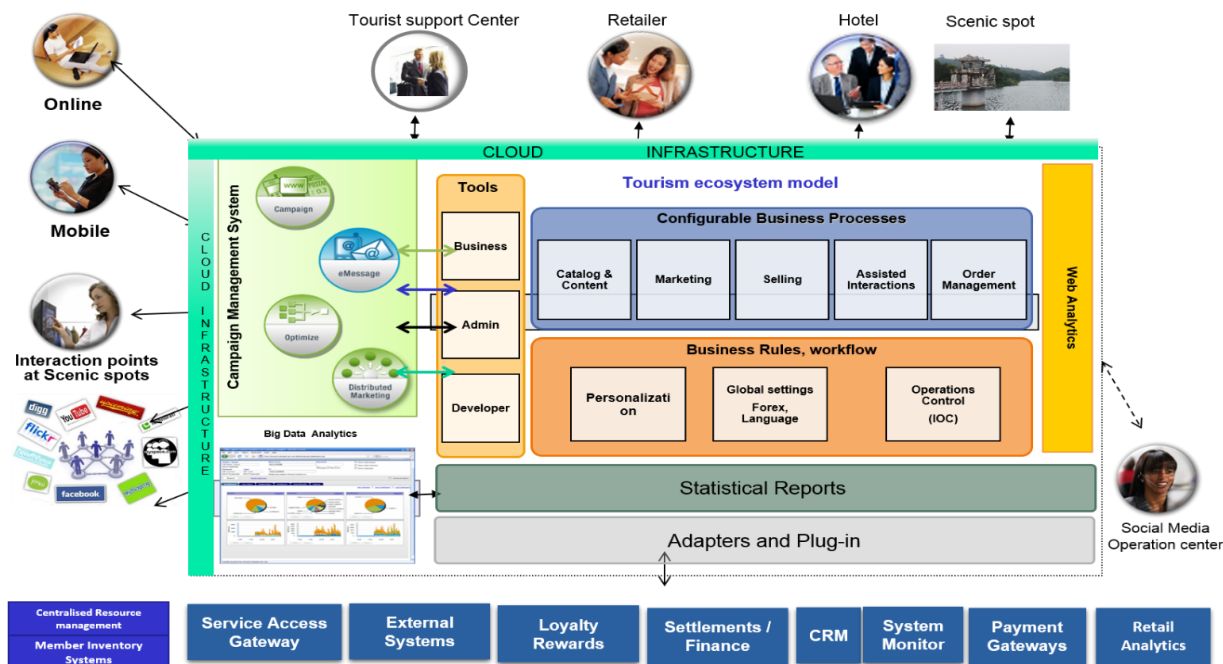 Tourist support Center
Retailer
Hotel
Scenic spot
Online
Mobile
Interaction points
at Scenic spots
digg
You Tube
flickr
facebook
CLOUD INFRASTRUCTURE
CLOUD INFRASTRUCTURE
Campaign Management System
www
Campaign
eMessage
Optimize
Distributed
Marketing
Big Data Analytics
Tools
Business
Admin
Developer
Tourism ecosystem model
Configurable Business Processes
Catalog &
Content
Marketing
Selling
Assisted
Interactions
Order
Management
Business Rules, workflow
Personalizati
on
Global settings
Forex,
Language
Operations
Control
(IOC)
Web Analytics
Statistical Reports
Adapters and Plug-in
Social Media
Operation center
Centralised Resource
management
Member Inventory
Systems
Service Access
Gateway
External
Systems
Loyalty
Rewards
Settlements /
Finance
CRM
System
Monitor
Payment
Gateways
Retail
Analytics